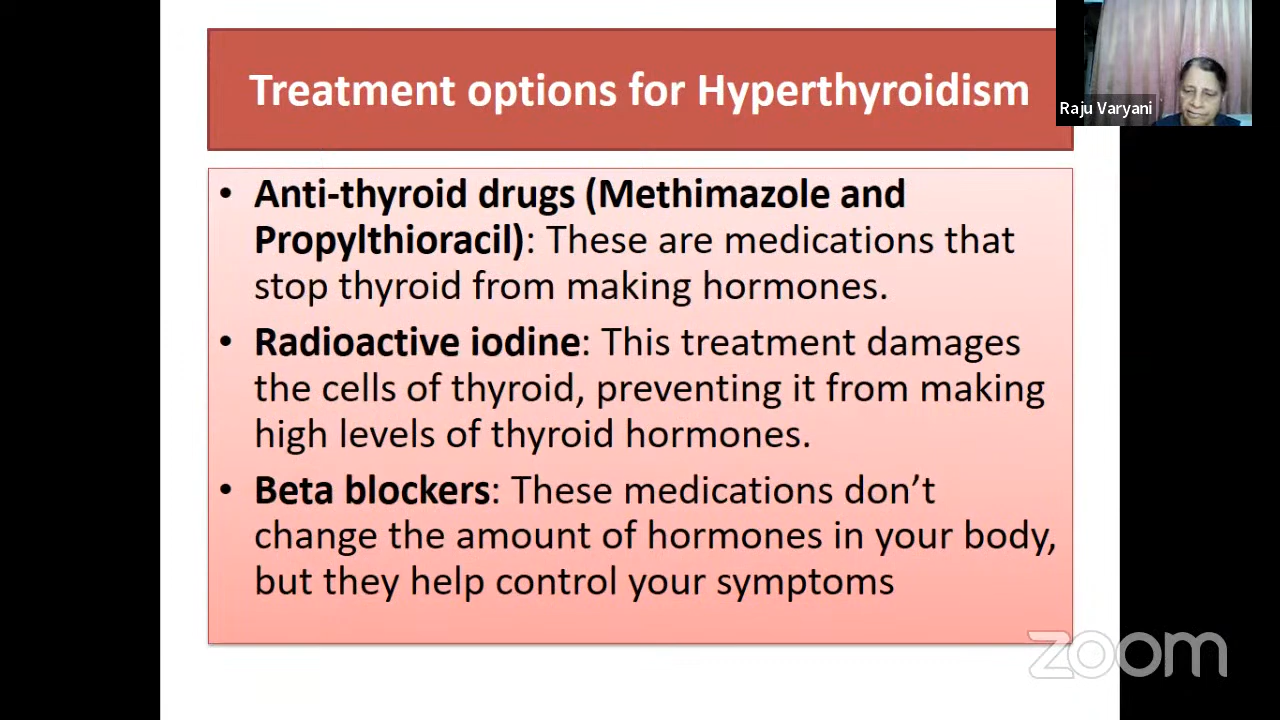 Treatment options for Hyperthyroidism
Raju Varyani
• Anti-thyroid drugs (Methimazole and
Propylthioracil): These are medications that
stop thyroid from making hormones.
• Radioactive iodine: This treatment damages
the cells of thyroid, preventing it from making
high levels of thyroid hormones.
• Beta blockers: These medications don’t
change the amount of hormones in your body,
but they help control your symptoms
zoom